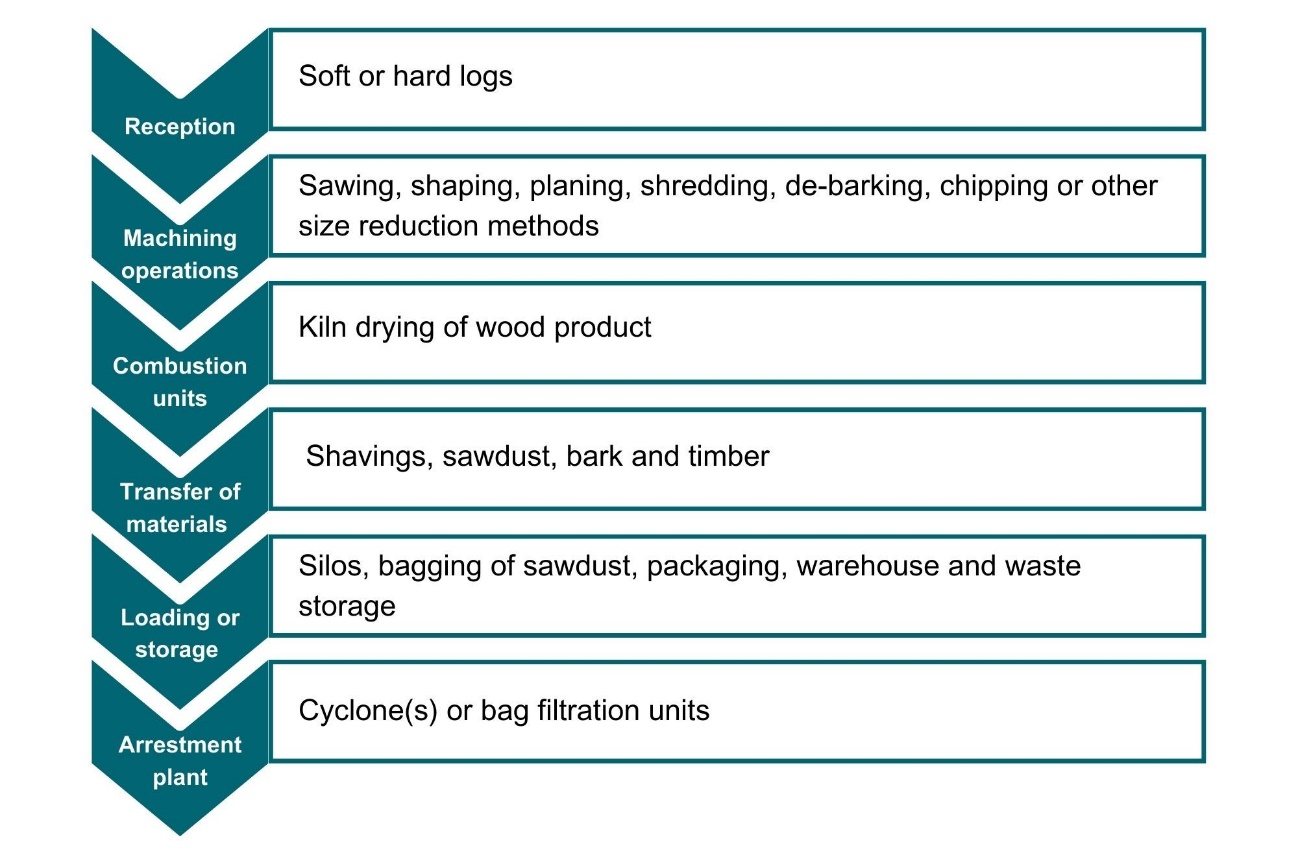 Reception
Soft or hard logs
Machining
operations
Sawing, shaping, planing, shredding, de-barking, chipping or other
size reduction methods
Combustion
units
Kiln drying of wood product
Transfer of
materials
Shavings, sawdust, bark and timber
Loading or
storage
Silos, bagging of sawdust, packaging, warehouse and waste
storage
Arrestment
plant
Cyclone(s) or bag filtration units